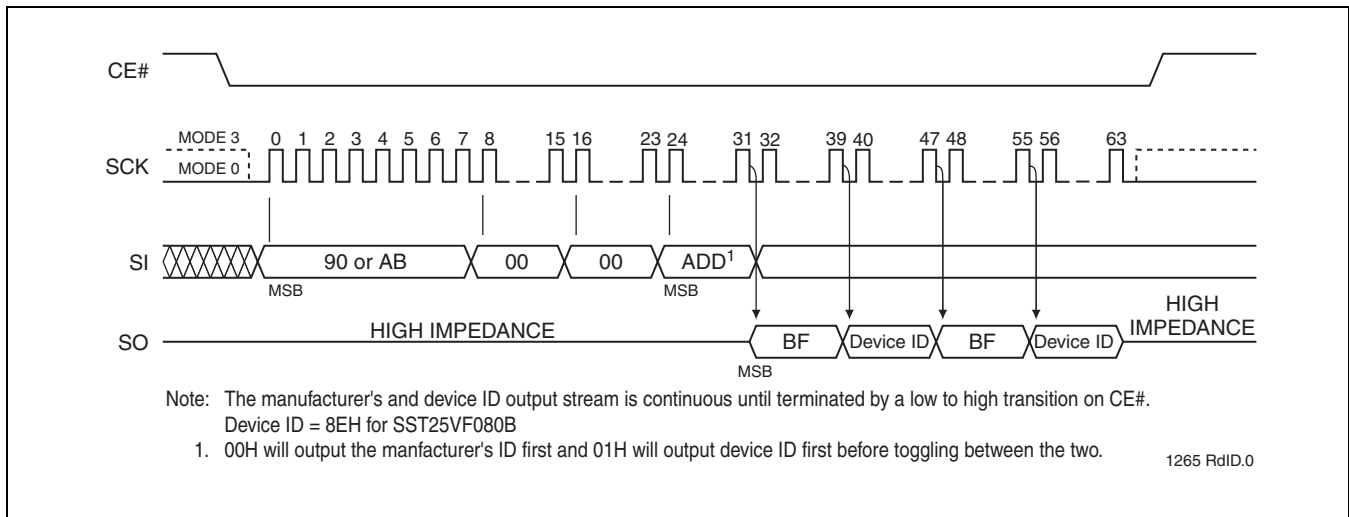 CE#
MODE 3 0 1 2 3 4 5 6 7 8 15 16 23 24 31 32 39 40 47 48 55 56 63
SCK MODE 0
SI 90 or AB 00 00 ADD1
MSB MSB
HIGH IMPEDANCE HIGH IMPEDANCE
SO BF Device ID BF Device ID
MSB
Note: The manufacturer's and device ID output stream is continuous until terminated by a low to high transition on CE#.
Device ID = 8EH for SST25VF080B
1. 00H will output the manfacturer's ID first and 01H will output device ID first before toggling between the two.
1265 RdID.0